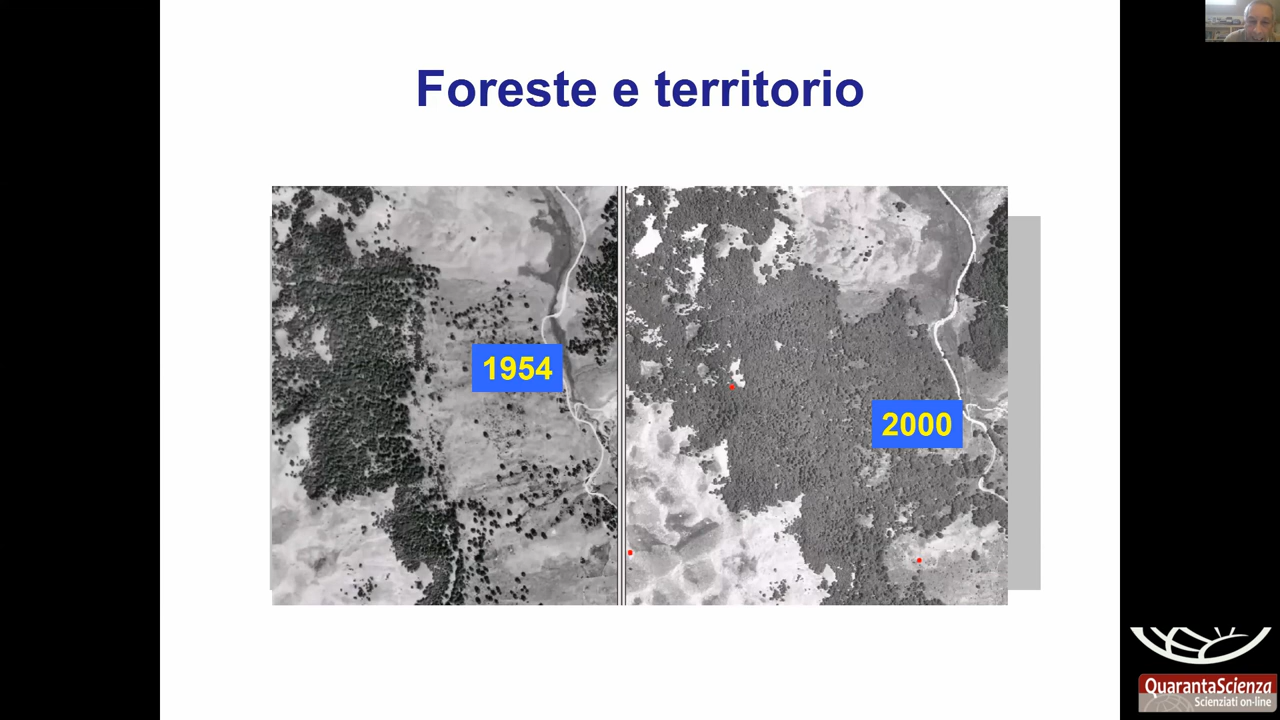 Foreste e territorio
1954
2000
QuarantaScienza
Scienziati on-line